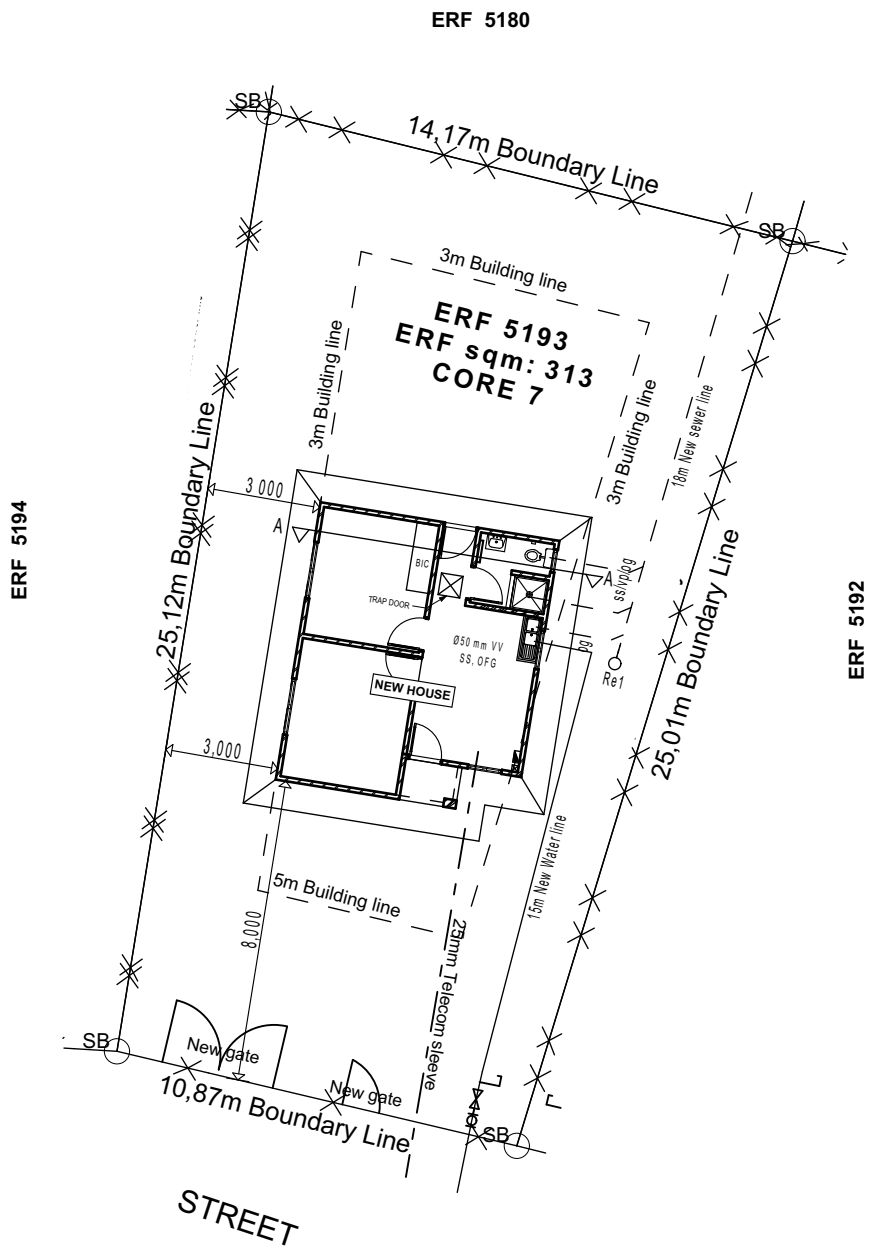 ERF 5180
SB
14,17m Boundary Line
SB
3m Building line
ERF 5193
ERF sqm: 313
CORE 7
3m Building line
3m Building line
18m New sewer line
25,12m Boundary Line
3 000
ERF 5194
A
BIC
A
ss/vp/og
TRAP DOOR
Ø50 mm VV
SS, OFG
Re1
NEW HOUSE
25,01m Boundary Line
ERF 5192
3,000
15m New Water line
5m Building line
8,000
25mm Telecom sleeve
SB
New gate
New gate
10,87m Boundary Line
SB
STREET